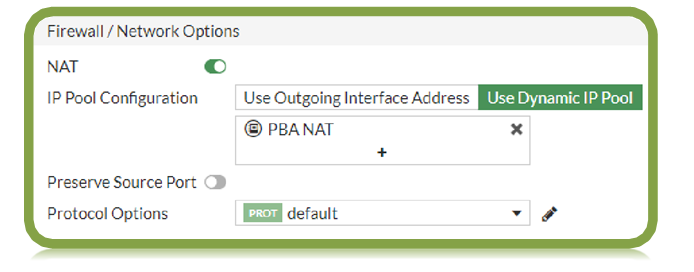 Firewall / Network Options
NAT
IP Pool Configuration Use Outgoing Interface Address Use Dynamic IP Pool
PBA NAT
+
Preserve Source Port
Protocol Options PROT default